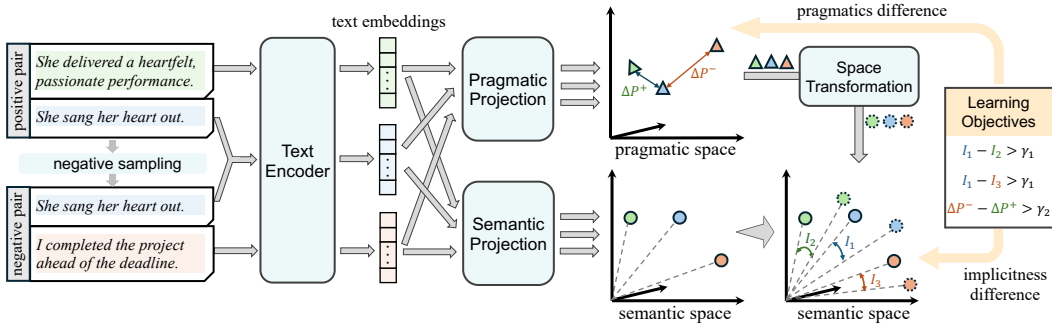 positive pair
She delivered a heartfelt,
passionate performance.
She sang her heart out.
negative sampling
negative pair
She sang her heart out.
I completed the project
ahead of the deadline.
Text
Encoder
text embeddings
Pragmatic
Projection
Semantic
Projection
ΔP⁺
ΔP⁻
pragmatic space
pragmatics difference
Space
Transformation
semantic space
I₂
I₁
I₃
semantic space
Learning
Objectives
I₁ − I₂ > γ₁
I₁ − I₃ > γ₁
ΔP⁻ − ΔP⁺ > γ₂
implicitness
difference